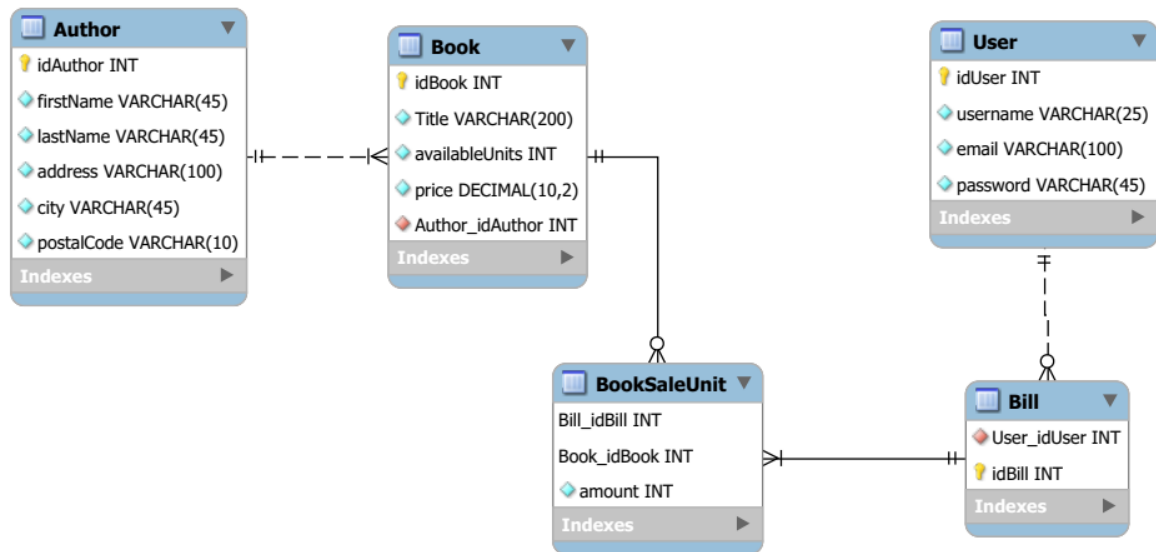 Author
idAuthor INT
firstName VARCHAR(45)
lastName VARCHAR(45)
address VARCHAR(100)
city VARCHAR(45)
postalCode VARCHAR(10)
Indexes
Book
idBook INT
Title VARCHAR(200)
availableUnits INT
price DECIMAL(10,2)
Author_idAuthor INT
Indexes
User
idUser INT
username VARCHAR(25)
email VARCHAR(100)
password VARCHAR(45)
Indexes
BookSaleUnit
Bill_idBill INT
Book_idBook INT
amount INT
Indexes
Bill
User_idUser INT
idBill INT
Indexes